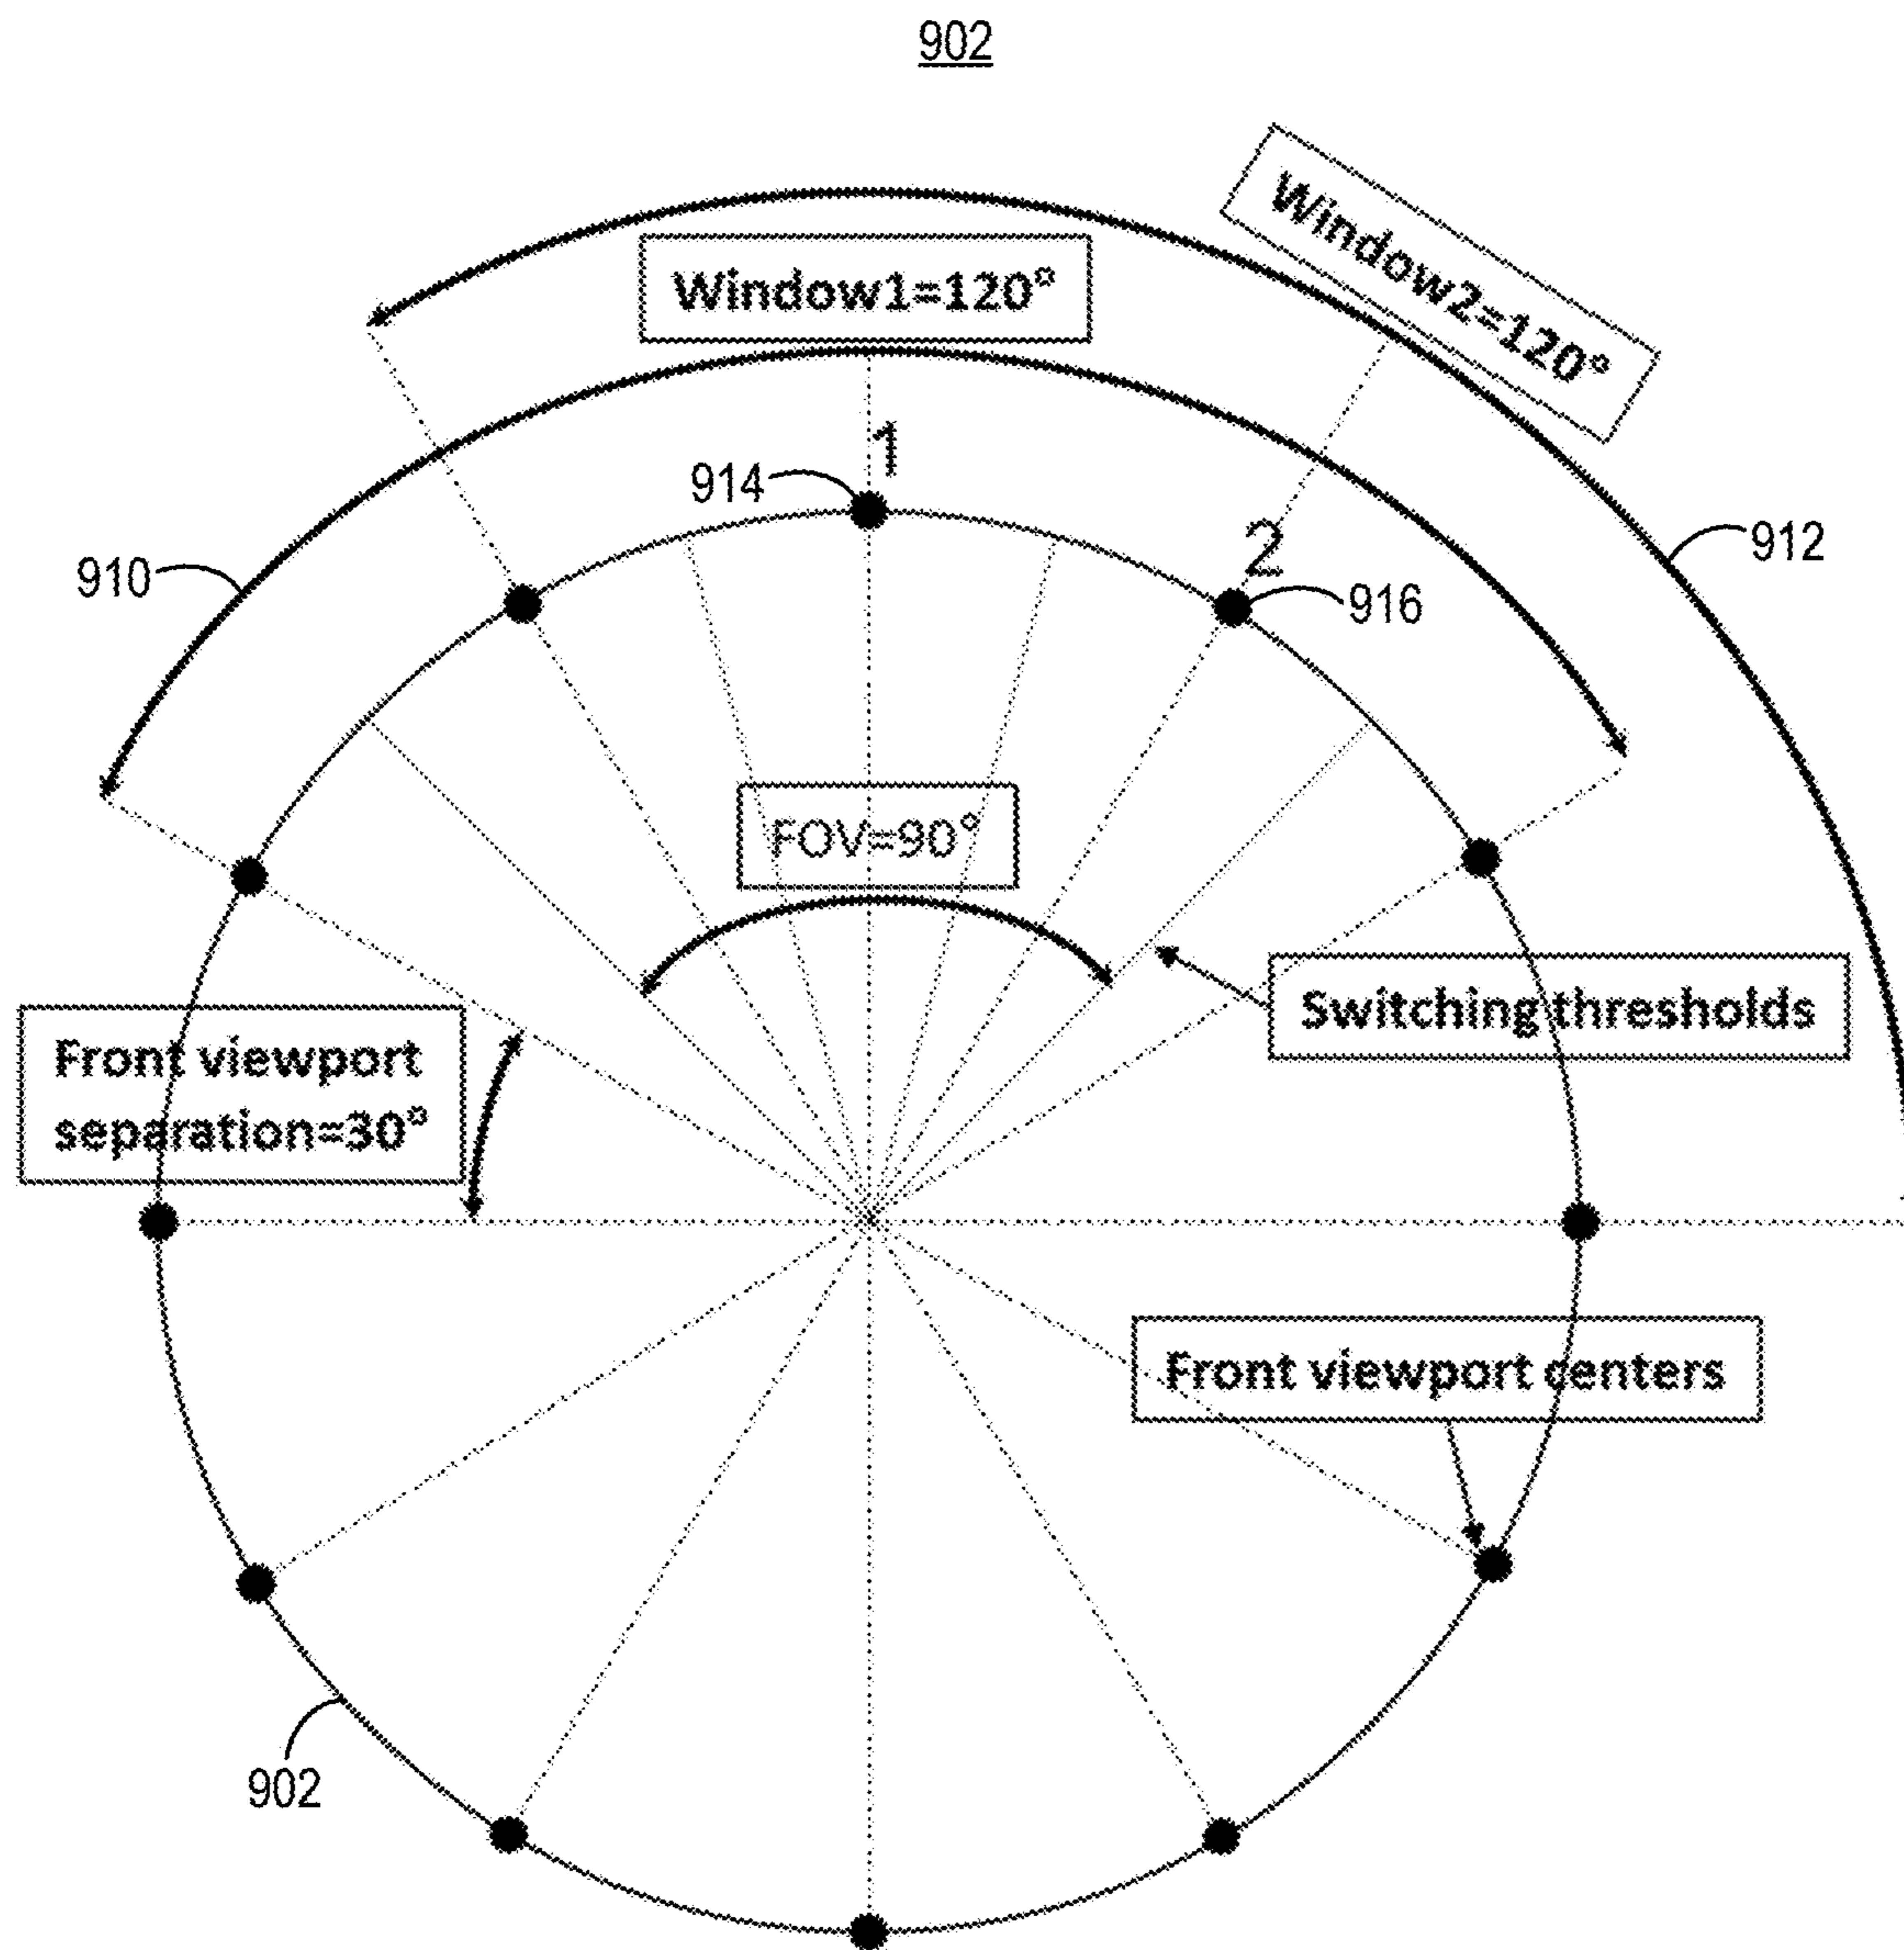 902
Window2=120°
Window1=120°
1
914
2
912
910
916
FOV=90°
Switching thresholds
Front viewport
separation=30°
Front viewport centers
902